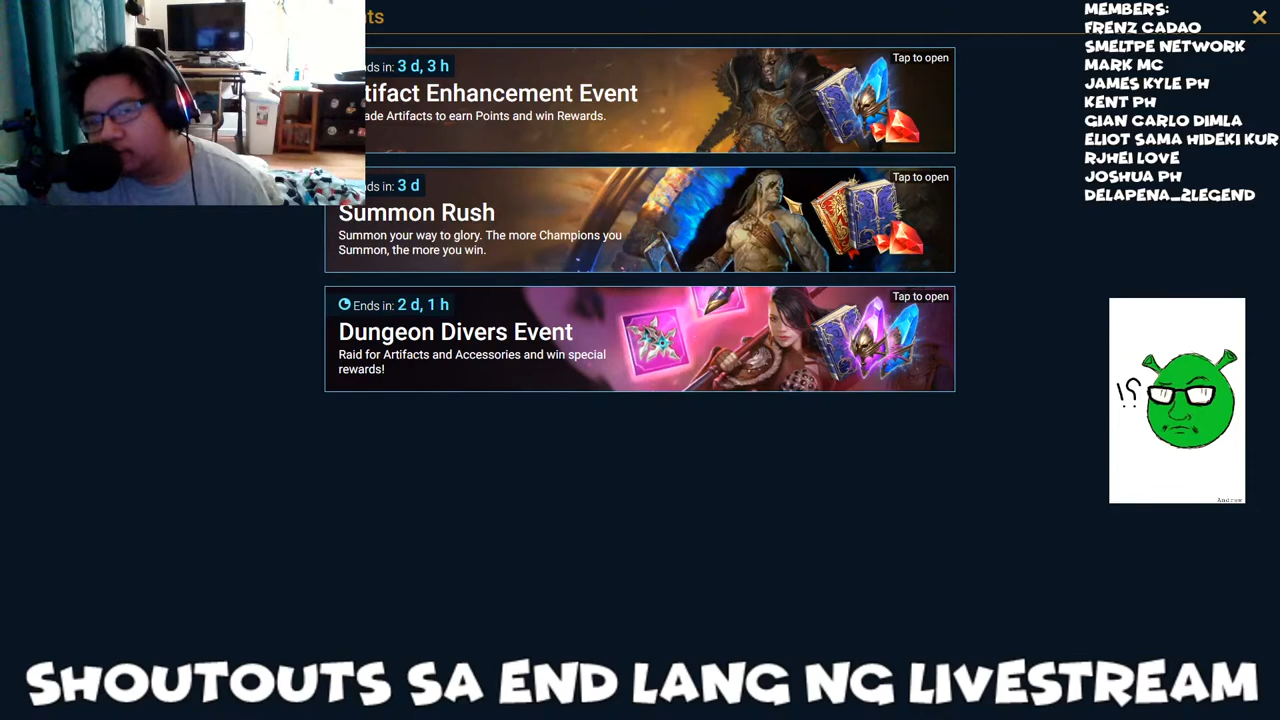 ts
MEMBERS:
FRENZ CADAO
SMELTPE NETWORK
MARK MC
JAMES KYLE PH
KENT PH
GIAN CARLO DIMLA
ELIOT SAMA HIDEKI KUR
RJHEI LOVE
JOSHUA PH
DELAPENA_2LEGEND
nds in: 3 d, 3 h
Tap to open
tifact Enhancement Event
ade Artifacts to earn Points and win Rewards.
nds in: 3 d
Tap to open
Summon Rush
Summon your way to glory. The more Champions you
Summon, the more you win.
Ends in: 2 d, 1 h
Tap to open
Dungeon Divers Event
Raid for Artifacts and Accessories and win special
rewards!
!?
Andrew
SHOUTOUTS SA END LANG NG LIVESTREAM